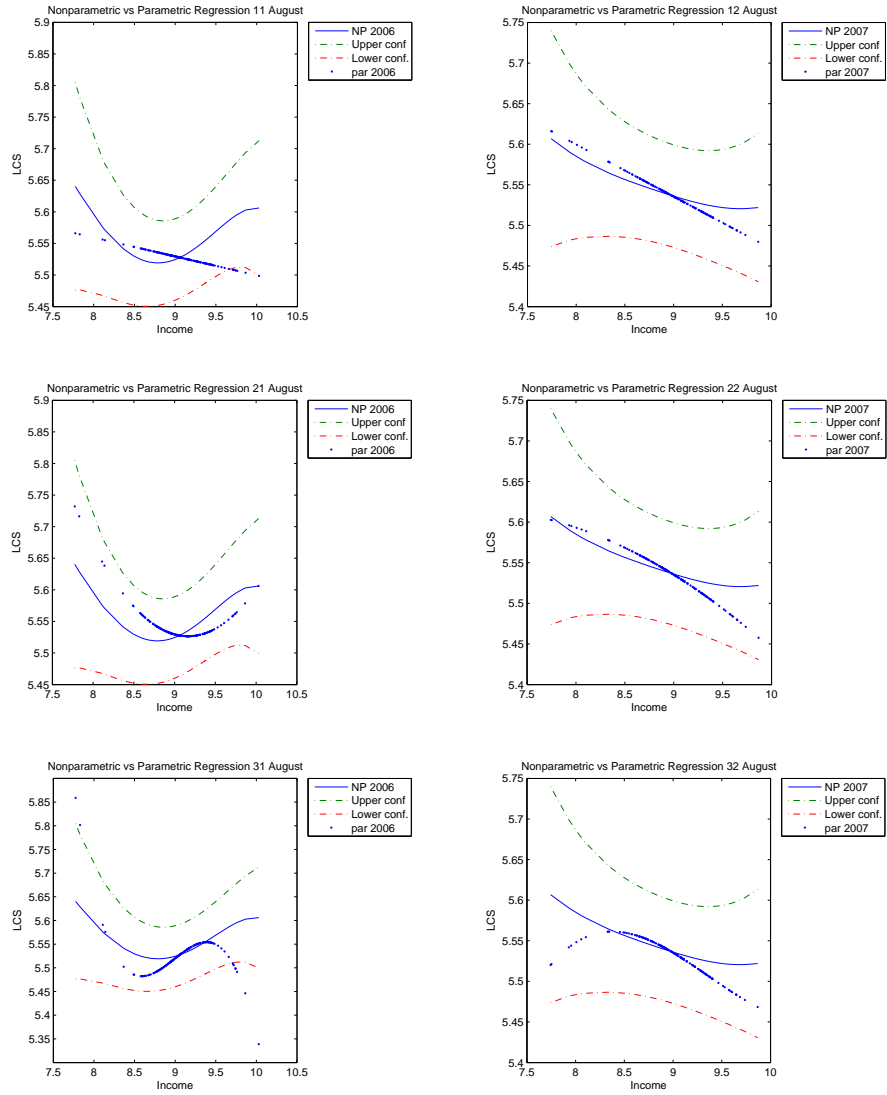 Nonparametric vs Parametric Regression 11 August
5.9
5.85
5.8
5.75
5.7
5.65
5.6
5.55
5.5
5.45
LCS
7.5 8 8.5 9 9.5 10 10.5
Income
NP 2006
Upper conf
Lower conf.
par 2006
Nonparametric vs Parametric Regression 12 August
5.75
5.7
5.65
5.6
5.55
5.5
5.45
5.4
LCS
7.5 8 8.5 9 9.5 10
Income
NP 2007
Upper conf
Lower conf.
par 2007
Nonparametric vs Parametric Regression 21 August
5.9
5.85
5.8
5.75
5.7
5.65
5.6
5.55
5.5
5.45
LCS
7.5 8 8.5 9 9.5 10 10.5
Income
NP 2006
Upper conf
Lower conf.
par 2006
Nonparametric vs Parametric Regression 22 August
5.75
5.7
5.65
5.6
5.55
5.5
5.45
5.4
LCS
7.5 8 8.5 9 9.5 10
Income
NP 2007
Upper conf
Lower conf.
par 2007
Nonparametric vs Parametric Regression 31 August
5.85
5.8
5.75
5.7
5.65
5.6
5.55
5.5
5.45
5.4
5.35
LCS
7.5 8 8.5 9 9.5 10 10.5
Income
NP 2006
Upper conf
Lower conf.
par 2006
Nonparametric vs Parametric Regression 32 August
5.75
5.7
5.65
5.6
5.55
5.5
5.45
5.4
LCS
7.5 8 8.5 9 9.5 10
Income
NP 2007
Upper conf
Lower conf.
par 2007